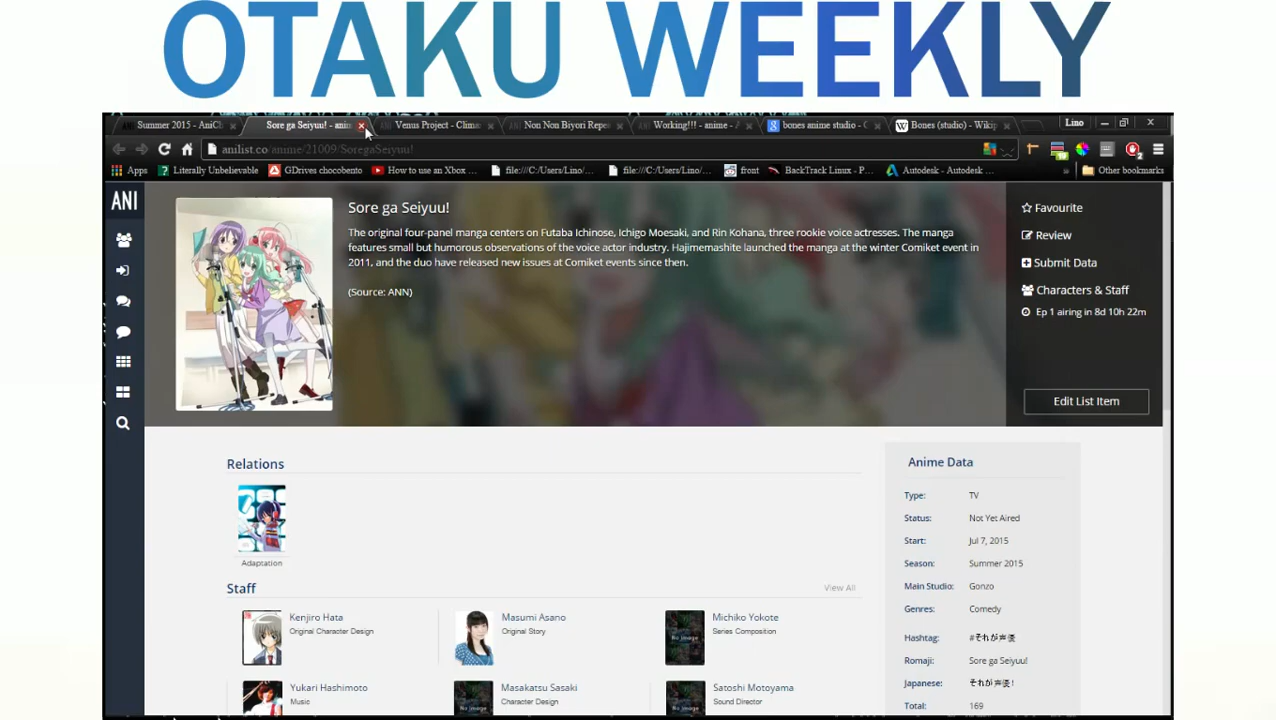 OTAKU WEEKLY
Summer 2015 - AniCl
Sore ga Seiyuu! - anim
Venus Project - Clima
Non Non Biyori Repe
Working!!! - anime - A
bones anime studio - G
Bones (studio) - Wikip
Lino
anilist.co/anime/21009/SoregaSeiyuu!
Apps
Literally Unbelievable
GDrives chocobento
How to use an Xbox ...
file:///C:/Users/Lino/...
file:///C:/Users/Lino/...
front
BackTrack Linux - P...
Autodesk - Autodesk ...
»
Other bookmarks
ANI
Sore ga Seiyuu!
The original four-panel manga centers on Futaba Ichinose, Ichigo Moesaki, and Rin Kohana, three rookie voice actresses. The manga
features small but humorous observations of the voice actor industry. Hajimemashite launched the manga at the winter Comiket event in
2011, and the duo have released new issues at Comiket events since then.
(Source: ANN)
Favourite
Review
Submit Data
Characters & Staff
Ep 1 airing in 8d 10h 22m
Edit List Item
Relations
Adaptation
Staff
View All
Kenjiro Hata
Original Character Design
Masumi Asano
Original Story
Michiko Yokote
Series Composition
No Image
Yukari Hashimoto
Music
Masakatsu Sasaki
Character Design
Satoshi Motoyama
Sound Director
Anime Data
Type: TV
Status: Not Yet Aired
Start: Jul 7, 2015
Season: Summer 2015
Main Studio: Gonzo
Genres: Comedy
Hashtag: #それが声優
Romaji: Sore ga Seiyuu!
Japanese: それが声優!
Total: 169